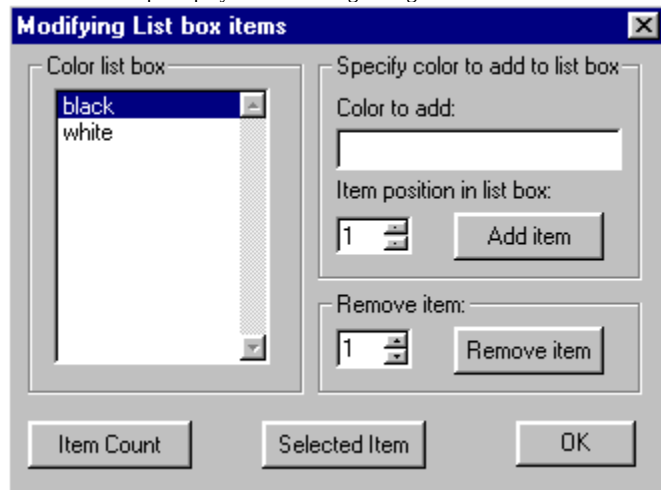 Modifying List box items
Color list box
black
white
Specify color to add to list box
Color to add:
Item position in list box:
1
Add item
Remove item:
1
Remove item
Item Count
Selected Item
OK